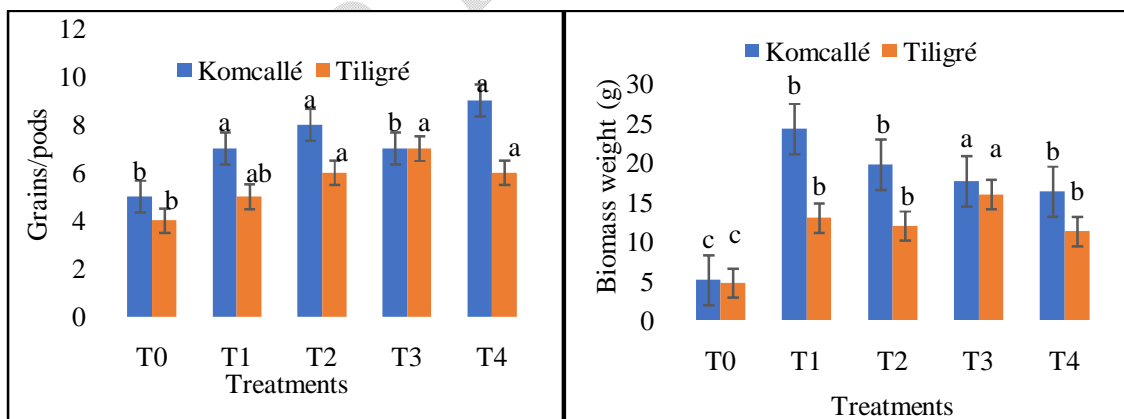 12
10
8
6
4
2
0
Grains/pods
Komcallé Tiligré
b b
a ab
a a
b a
a a
T0 T1 T2 T3 T4
Treatments
30
25
20
15
10
5
0
Biomass weight (g)
Komcallé Tiligré
c c
b b
b b
a a
b b
T0 T1 T2 T3 T4
Treatments